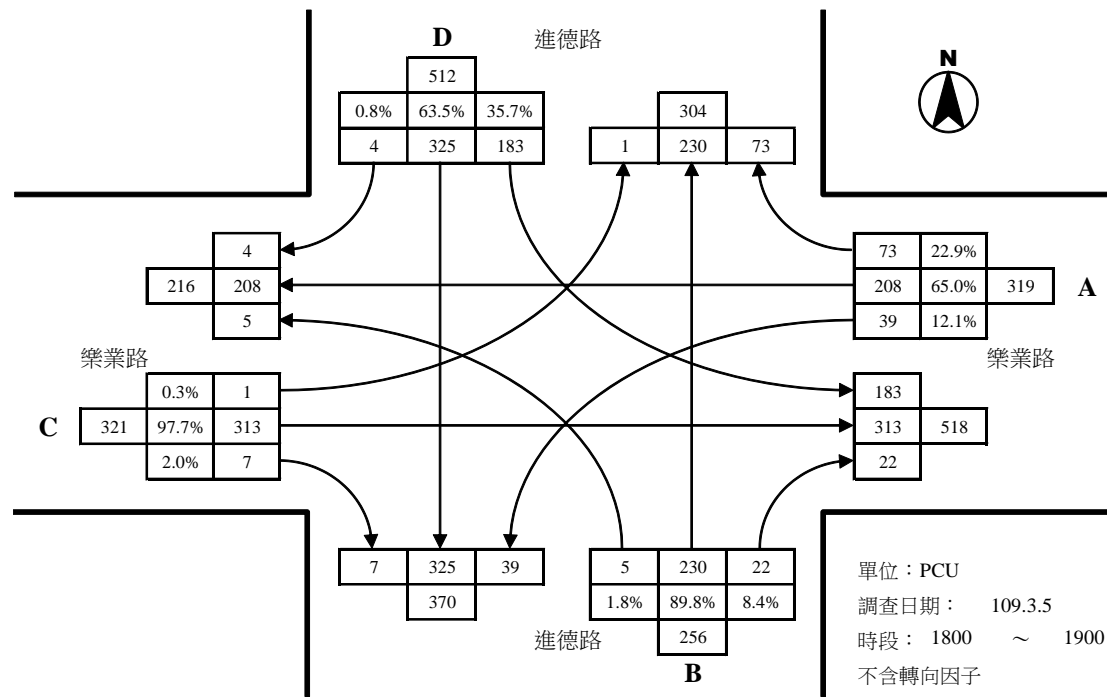 D 進德路
N
512
0.8% 63.5% 35.7%
4 325 183
304
1 230 73
4
216 208
5
73 22.9%
208 65.0% 319
39 12.1%
A
樂業路
樂業路
0.3% 1
C 321 97.7% 313
2.0% 7
183
313 518
22
7 325 39
370
5 230 22
1.8% 89.8% 8.4%
256
進德路
B
單位：PCU
調查日期： 109.3.5
時段： 1800 ～ 1900
不含轉向因子